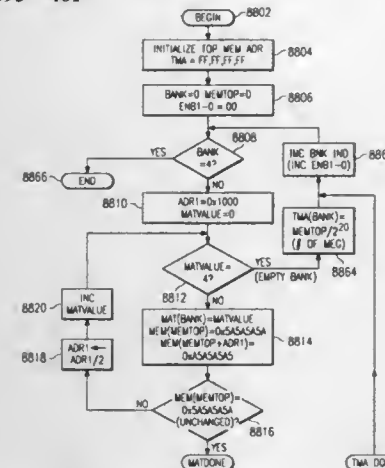 BEGIN
8802
INITIALIZE TOP MEM ADR
TMA = FF,FF,FF,FF
8804
BANK=0 MEMTOP=0
ENB1-0 = 00
8806
BANK
=4?
8808
YES
NO
END
8866
INC BNK IND
(INC ENB1-0)
8810
ADR1=0x1000
MATVALUE=0
TMA(BANK)=
MEMTOP/2^20
(# OF MEG)
8864
MATVALUE=
4?
8812
YES
(EMPTY BANK)
NO
INC
MATVALUE
8820
MAT(BANK)=MATVALUE
MEM(MEMTOP)=0x5A5A5A5A
MEM(MEMTOP+ADR1)=
0xA5A5A5A5
8814
ADR1←
ADR1/2
8818
NO
MEM(MEMTOP)=
0x5A5A5A5A
(UNCHANGED)?
8816
YES
MATDONE